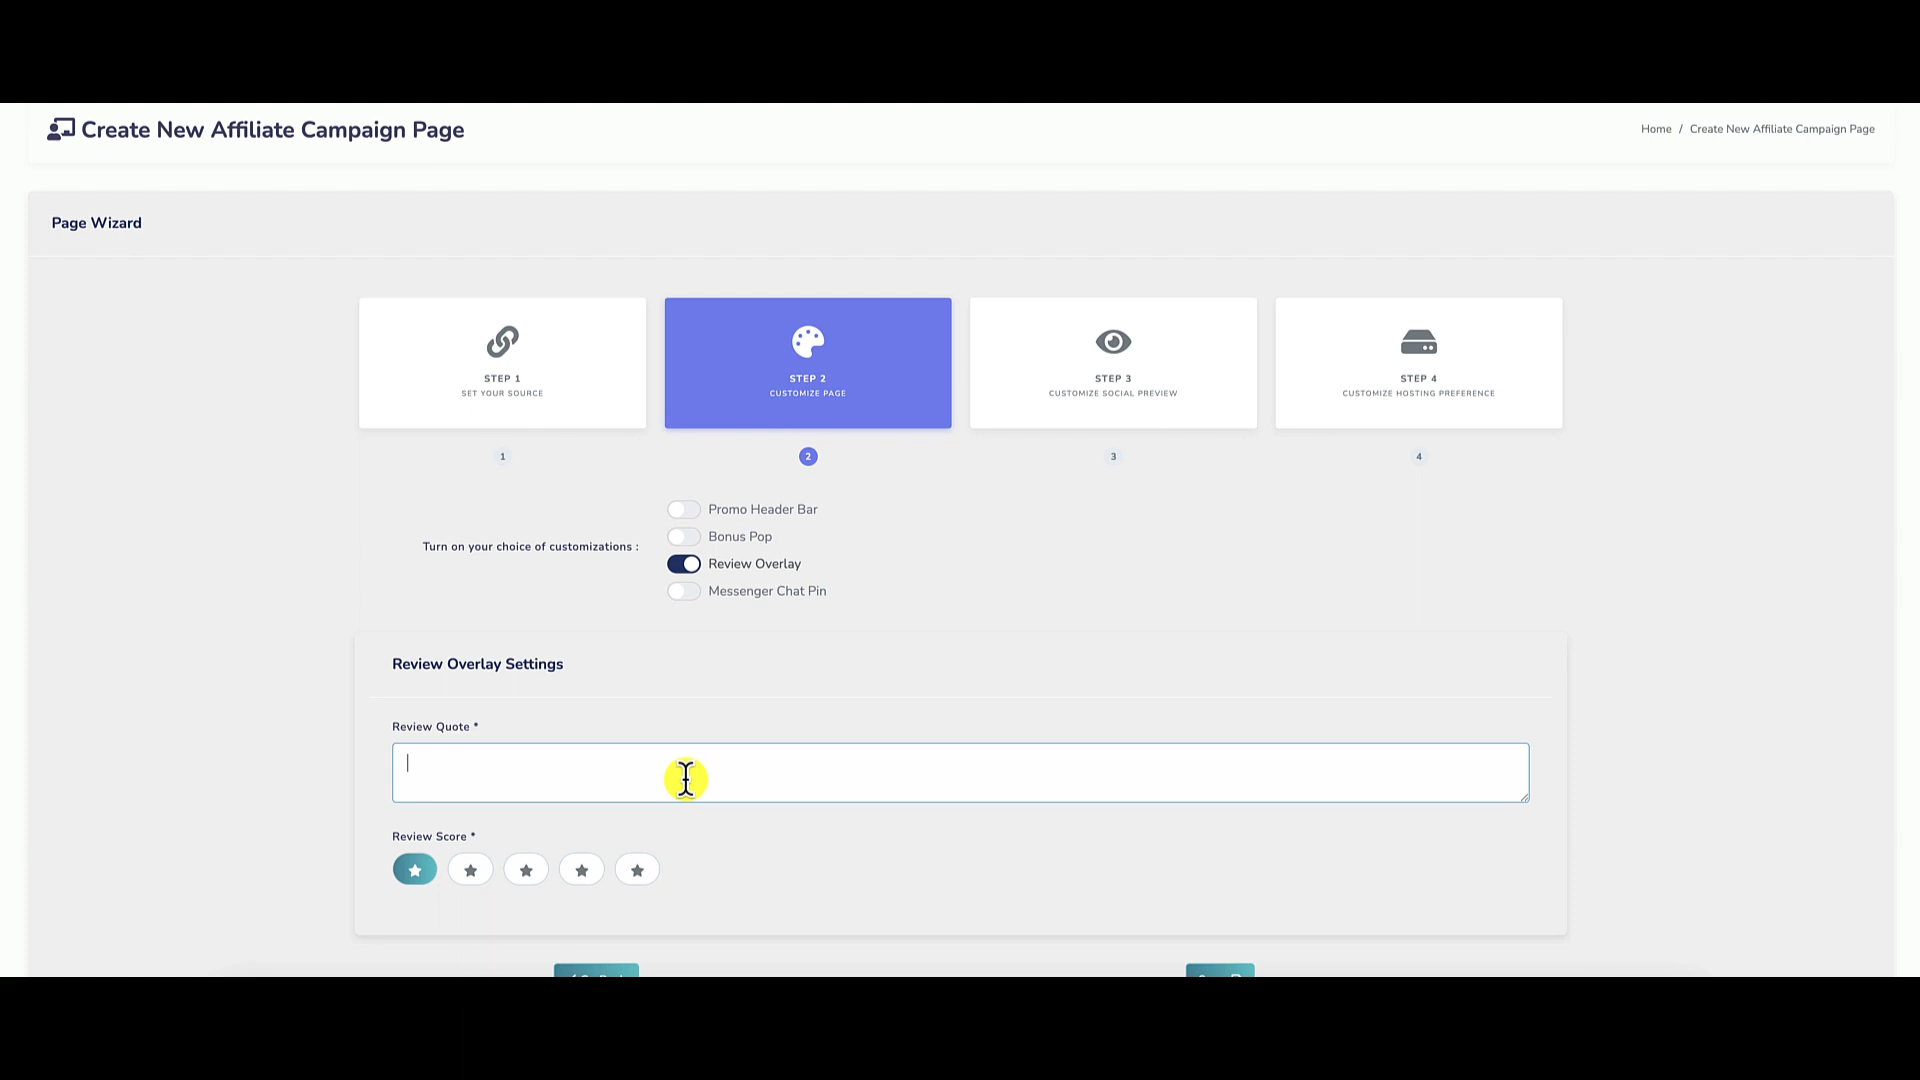 Create New Affiliate Campaign Page
Home / Create New Affiliate Campaign Page
Page Wizard
STEP 1
SET YOUR SOURCE
STEP 2
CUSTOMIZE PAGE
STEP 3
CUSTOMIZE SOCIAL PREVIEW
STEP 4
CUSTOMIZE HOSTING PREFERENCE
1
2
3
4
Turn on your choice of customizations :
Promo Header Bar
Bonus Pop
Review Overlay
Messenger Chat Pin
Review Overlay Settings
Review Quote *
Review Score *